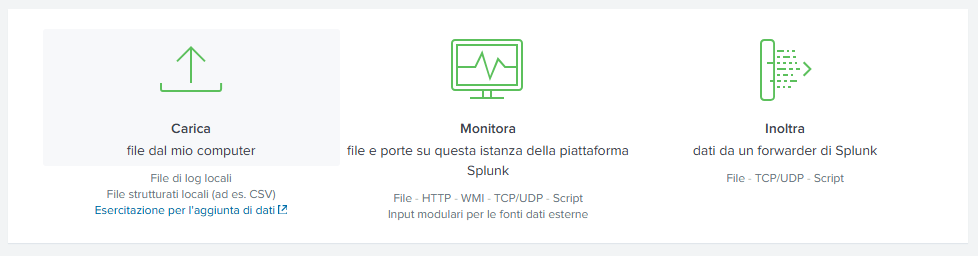 Carica
file dal mio computer
File di log locali
File strutturati locali (ad es. CSV)
Esercitazione per l'aggiunta di dati
Monitora
file e porte su questa istanza della piattaforma
Splunk
File - HTTP - WMI - TCP/UDP - Script
Input modulari per le fonti dati esterne
Inoltra
dati da un forwarder di Splunk
File - TCP/UDP - Script